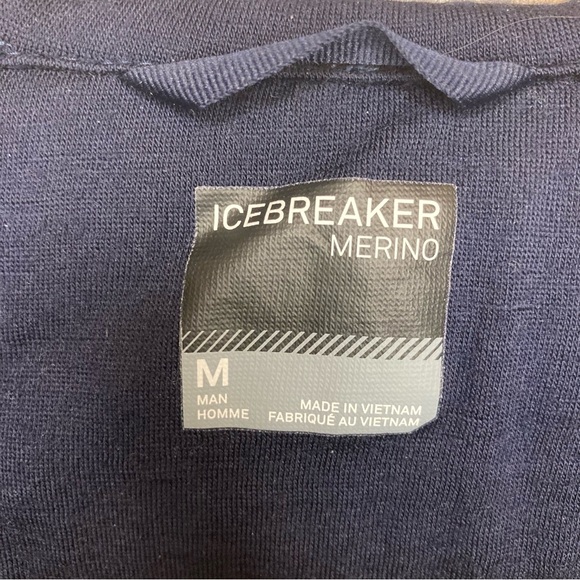 ICEBREAKER
MERINO
M
MAN
HOMME
MADE IN VIETNAM
FABRIQUÉ AU VIETNAM